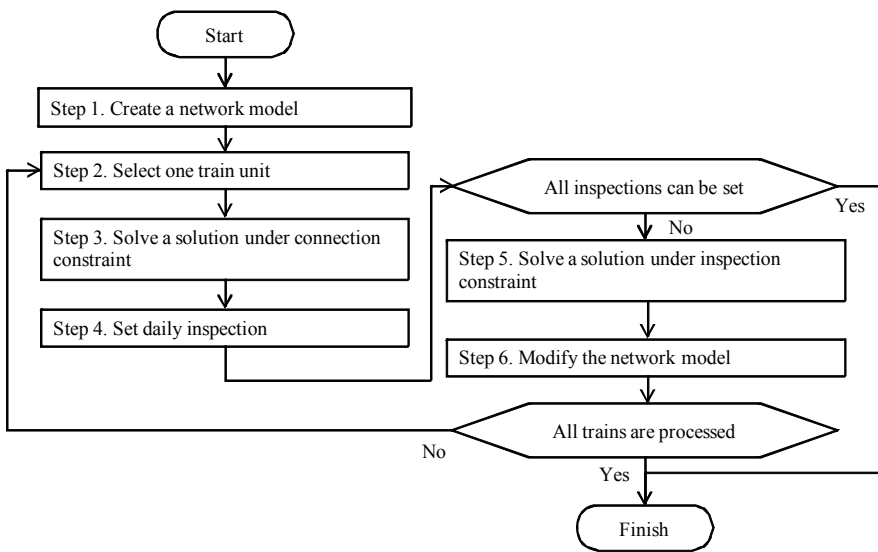 Start
Step 1. Create a network model
Step 2. Select one train unit
Step 3. Solve a solution under connection
constraint
Step 4. Set daily inspection
All inspections can be set
Yes
No
Step 5. Solve a solution under inspection
constraint
Step 6. Modify the network model
All trains are processed
No
Yes
Finish